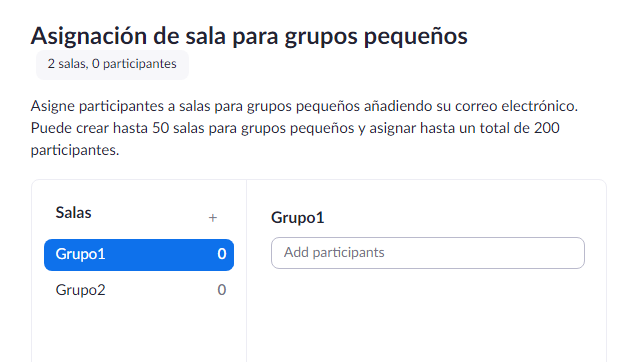 Asignación de sala para grupos pequeños
2 salas, 0 participantes
Asigne participantes a salas para grupos pequeños añadiendo su correo electrónico.
Puede crear hasta 50 salas para grupos pequeños y asignar hasta un total de 200
participantes.
Salas +
Grupo1 0
Grupo2 0
Grupo1
Add participants